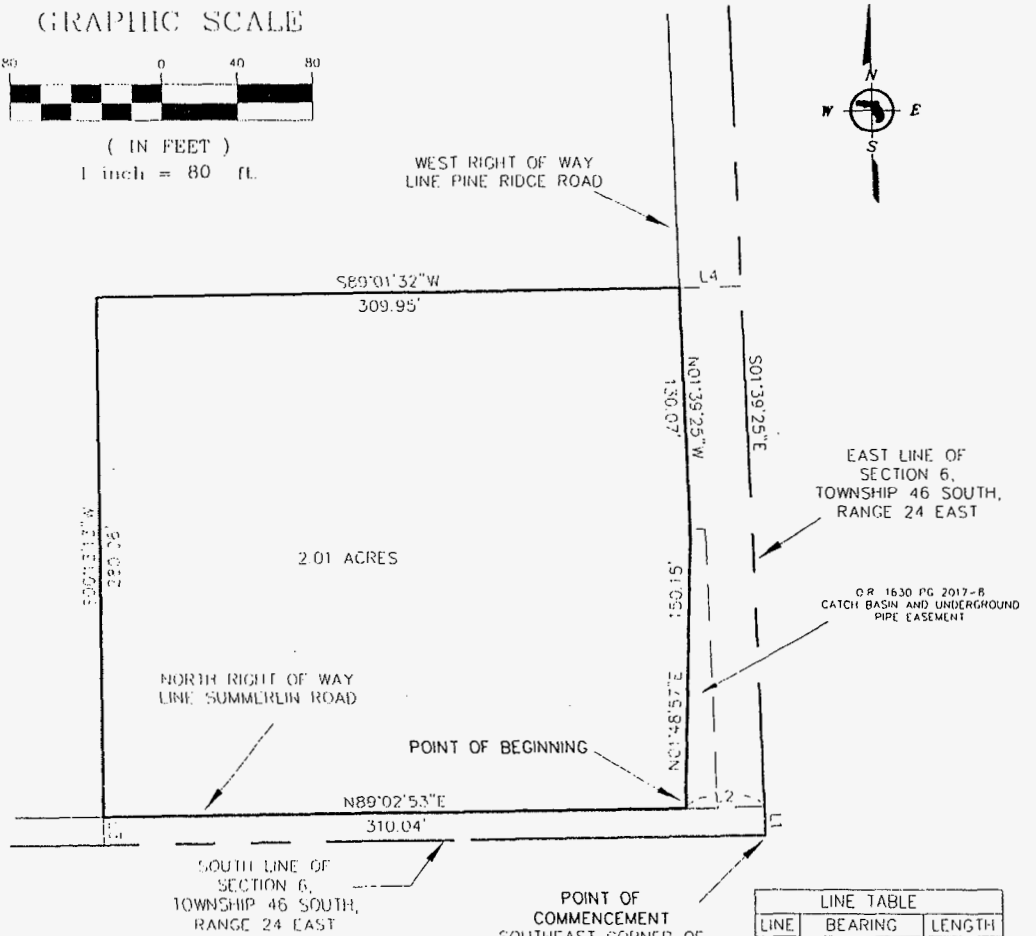 GRAPHIC SCALE
80 0 40 80
( IN FEET )
1 inch = 80 ft.
N
W E
S
WEST RIGHT OF WAY
LINE PINE RIDGE ROAD
S89°01'32"W
309.95'
L4
N01°39'25"W
130.07'
S01°39'25"E
EAST LINE OF
SECTION 6,
TOWNSHIP 46 SOUTH,
RANGE 24 EAST
2.01 ACRES
150.15'
N01°48'57"E
OR 1630 PG 2017-8
CATCH BASIN AND UNDERGROUND
PIPE EASEMENT
NORTH RIGHT OF WAY
LINE SUMMERLIN ROAD
POINT OF BEGINNING
N89°02'53"E
310.04'
L2
L1
SOUTH LINE OF
SECTION 6,
TOWNSHIP 46 SOUTH,
RANGE 24 EAST
POINT OF
COMMENCEMENT
SOUTHEAST CORNER OF
LINE TABLE
LINE BEARING LENGTH